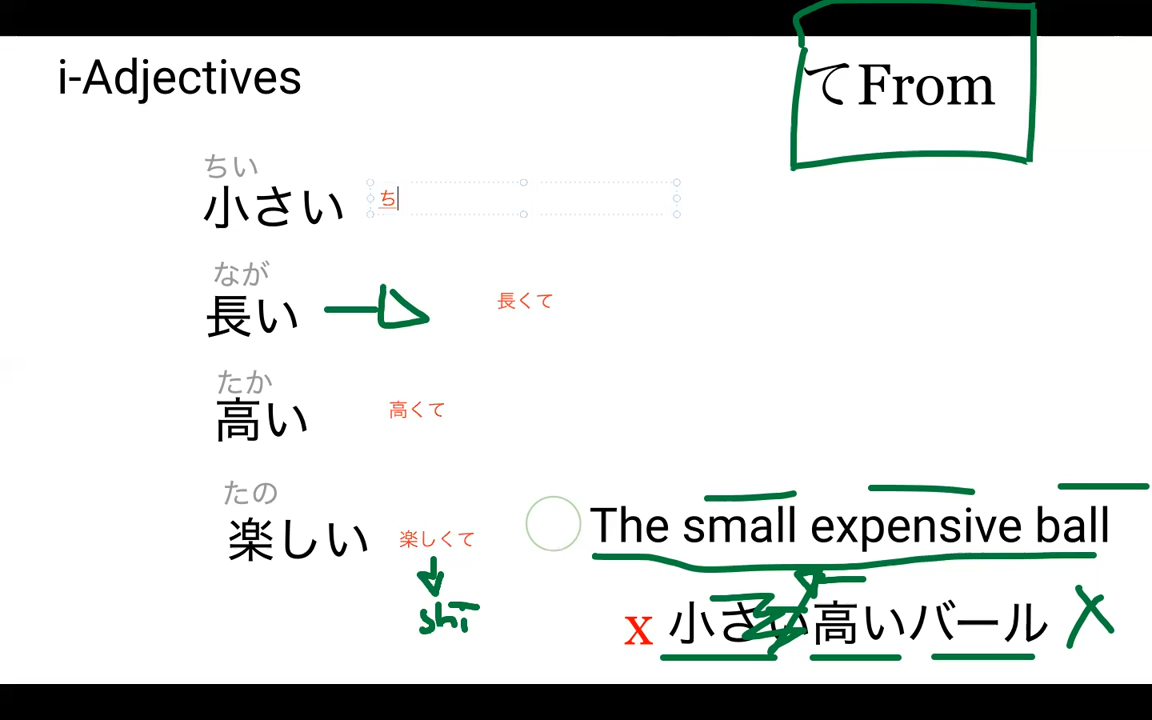 i-Adjectives
てFrom
ちい
小さい ち
なが
長い 長くて
たか
高い 高くて
たの
楽しい 楽しくて
shi
The small expensive ball
x 小さい高いバール X